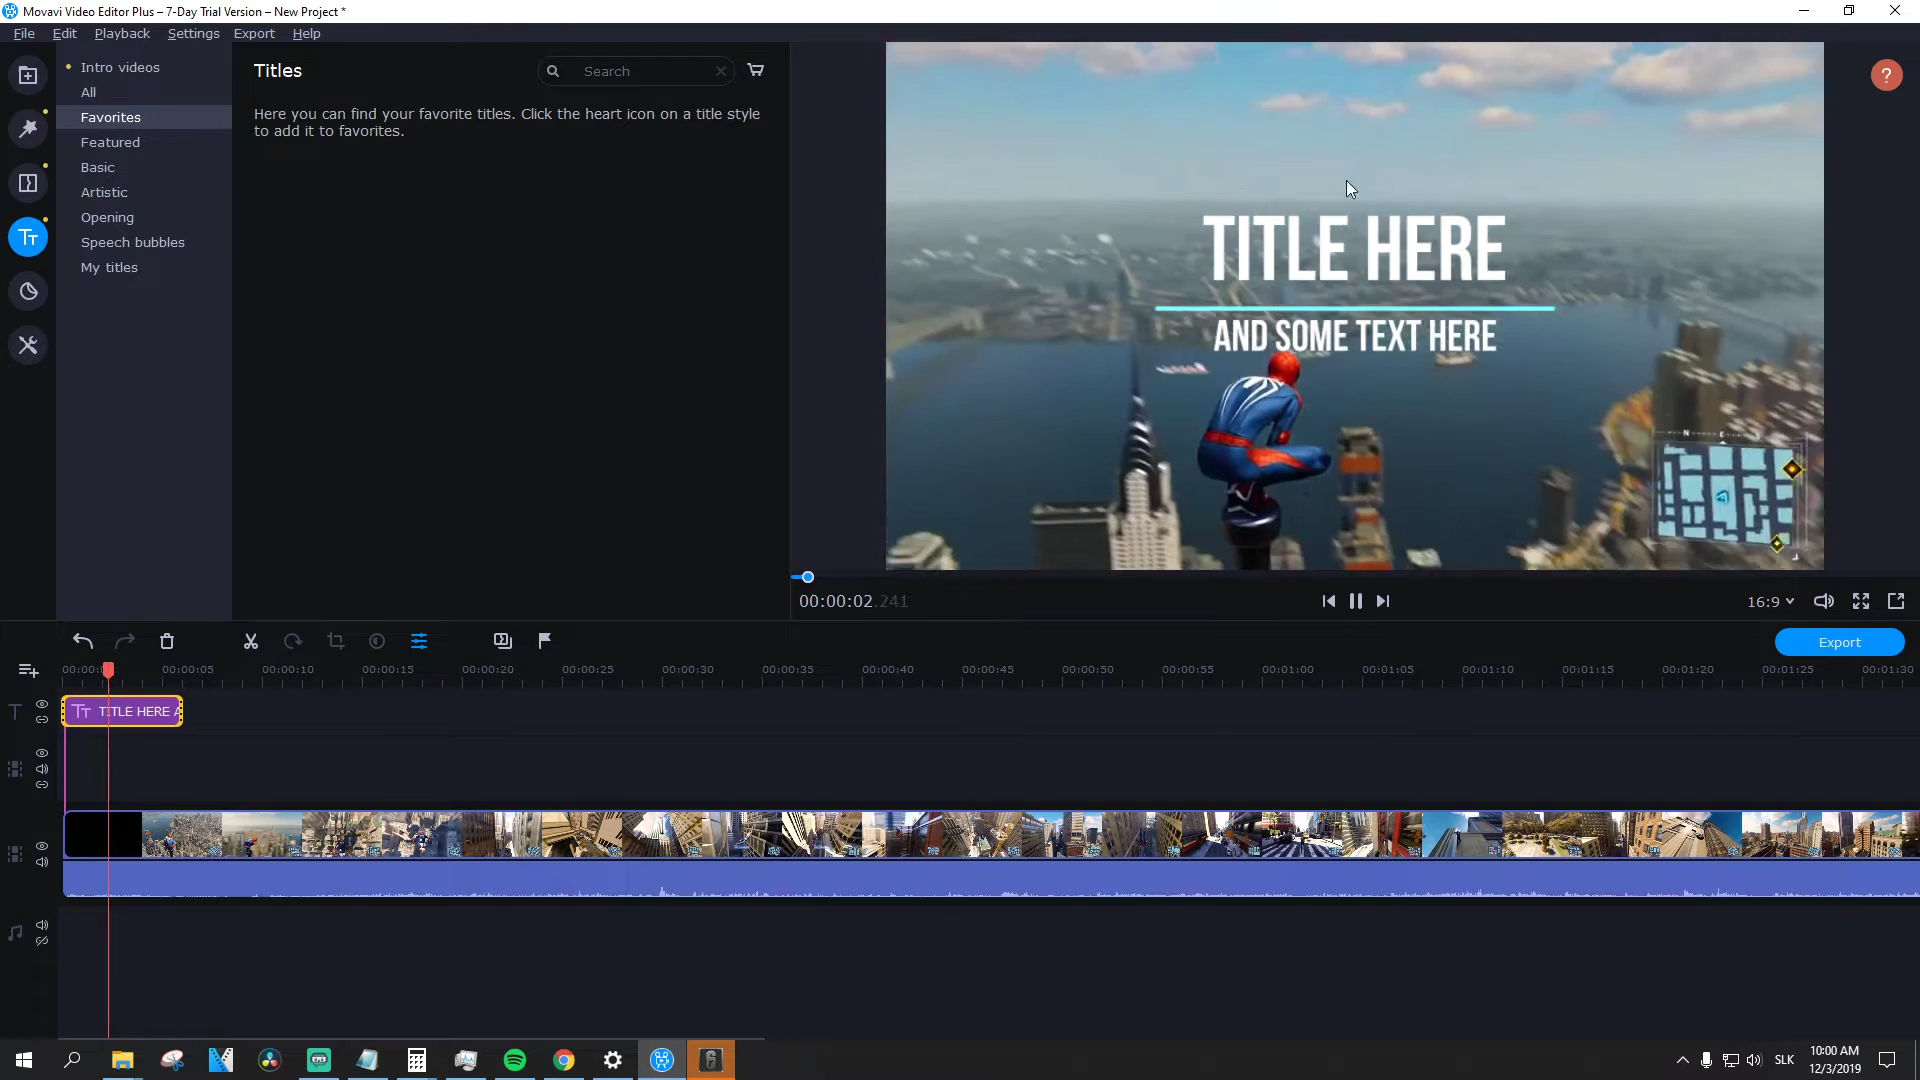 Movavi Video Editor Plus – 7-Day Trial Version – New Project *
File Edit Playback Settings Export Help
Intro videos
All
Favorites
Featured
Basic
Artistic
Opening
Speech bubbles
My titles
Titles
Search
Here you can find your favorite titles. Click the heart icon on a title style
to add it to favorites.
?
TITLE HERE
AND SOME TEXT HERE
N E
00:00:02.241
16:9
Export
00:00:05 00:00:10 00:00:15 00:00:20 00:00:25 00:00:30 00:00:35 00:00:40 00:00:45 00:00:50 00:00:55 00:01:00 00:01:05 00:01:10 00:01:15 00:01:20 00:01:25 00:01:30
TT TITLE HERE A
SLK
10:00 AM
12/3/2019